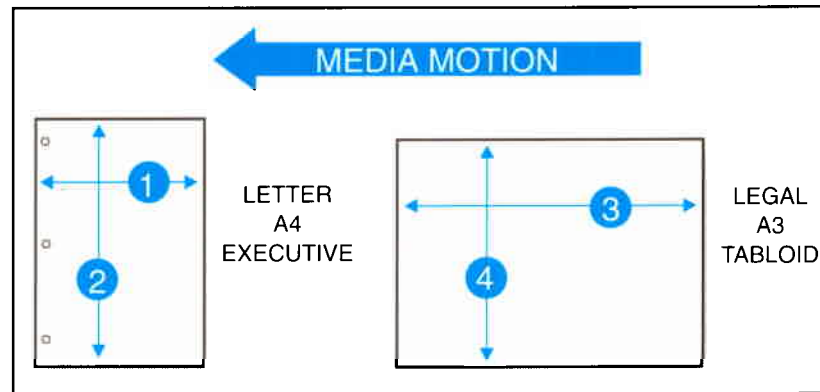 MEDIA MOTION
1
2
LETTER
A4
EXECUTIVE
3
4
LEGAL
A3
TABLOID